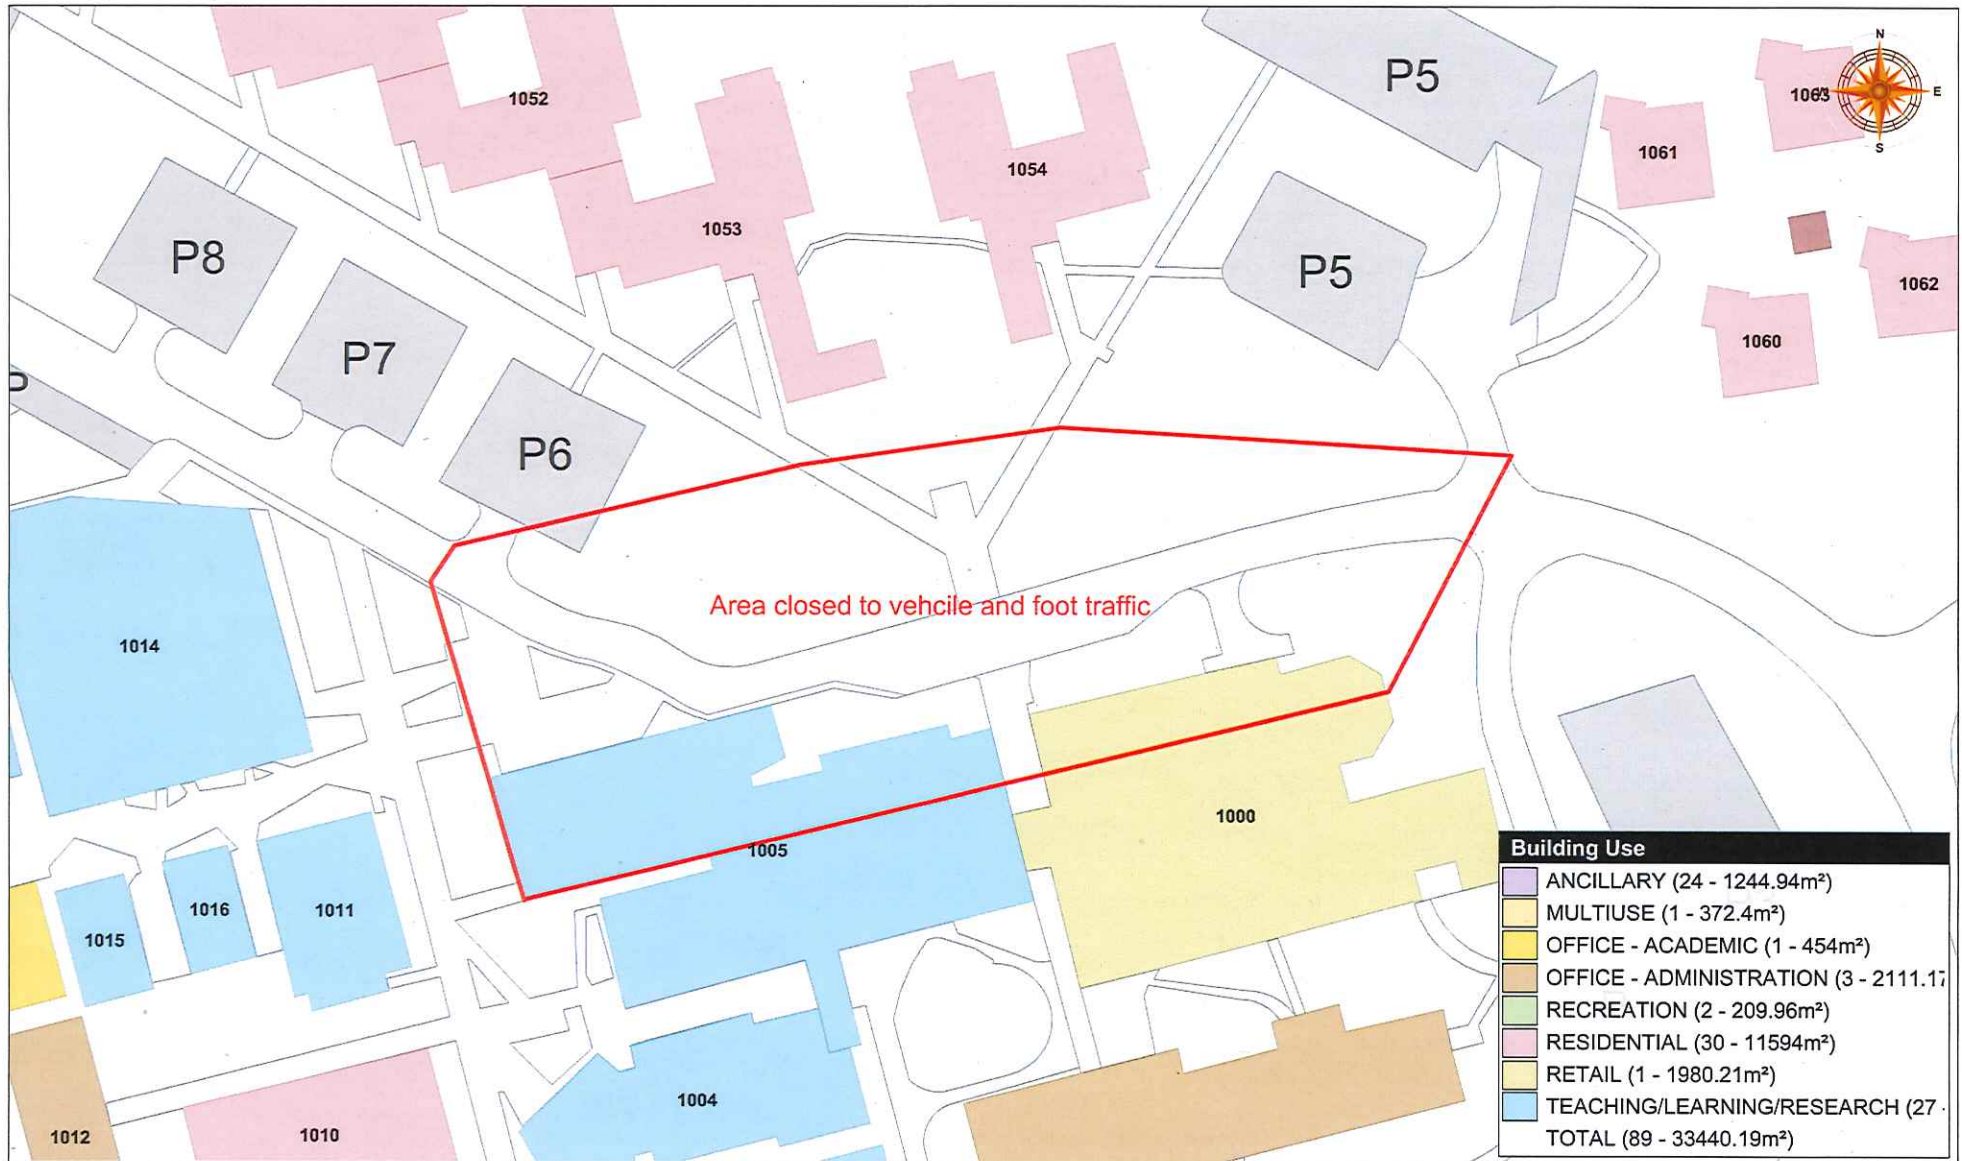 P5
N
1063
E
1052
1061
S
1054
P8
1053
P5
1062
P7
1060
P
P6
Area closed to vehcile and foot traffic
1014
1000
1005
Building Use
ANCILLARY (24 - 1244.94m²)
MULTIUSE (1 - 372.4m²)
OFFICE - ACADEMIC (1 - 454m²)
OFFICE - ADMINISTRATION (3 - 2111.17
RECREATION (2 - 209.96m²)
RESIDENTIAL (30 - 11594m²)
RETAIL (1 - 1980.21m²)
TEACHING/LEARNING/RESEARCH (27 -
TOTAL (89 - 33440.19m²)
1016
1011
1015
1004
1012
1010